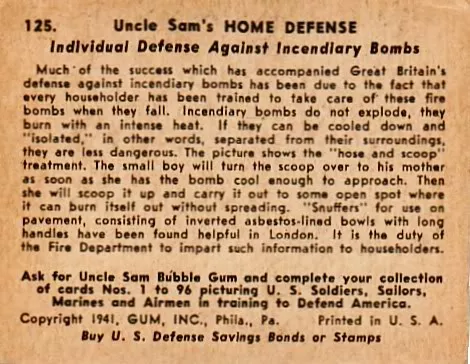 125. Uncle Sam's HOME DEFENSE
Individual Defense Against Incendiary Bombs
Much of the success which has accompanied Great Britain's
defense against incendiary bombs has been due to the fact that
every householder has been trained to take care of these fire
bombs when they fall. Incendiary bombs do not explode, they
burn with an intense heat. If they can be cooled down and
"isolated," in other words, separated from their surroundings,
they are less dangerous. The picture shows the "hose and scoop"
treatment. The small boy will turn the scoop over to his mother
as soon as she has the bomb cool enough to approach. Then
she will scoop it up and carry it out to some open spot where
it can burn itself out without spreading. "Snuffers" for use on
pavement, consisting of inverted asbestos-lined bowls with long
handles have been found helpful in London. It is the duty of
the Fire Department to impart such information to householders.
Ask for Uncle Sam Bubble Gum and complete your collection
of cards Nos. 1 to 96 picturing U. S. Soldiers, Sailors,
Marines and Airmen in training to Defend America.
Copyright 1941, GUM, INC., Phila., Pa. Printed in U. S. A.
Buy U. S. Defense Savings Bonds or Stamps